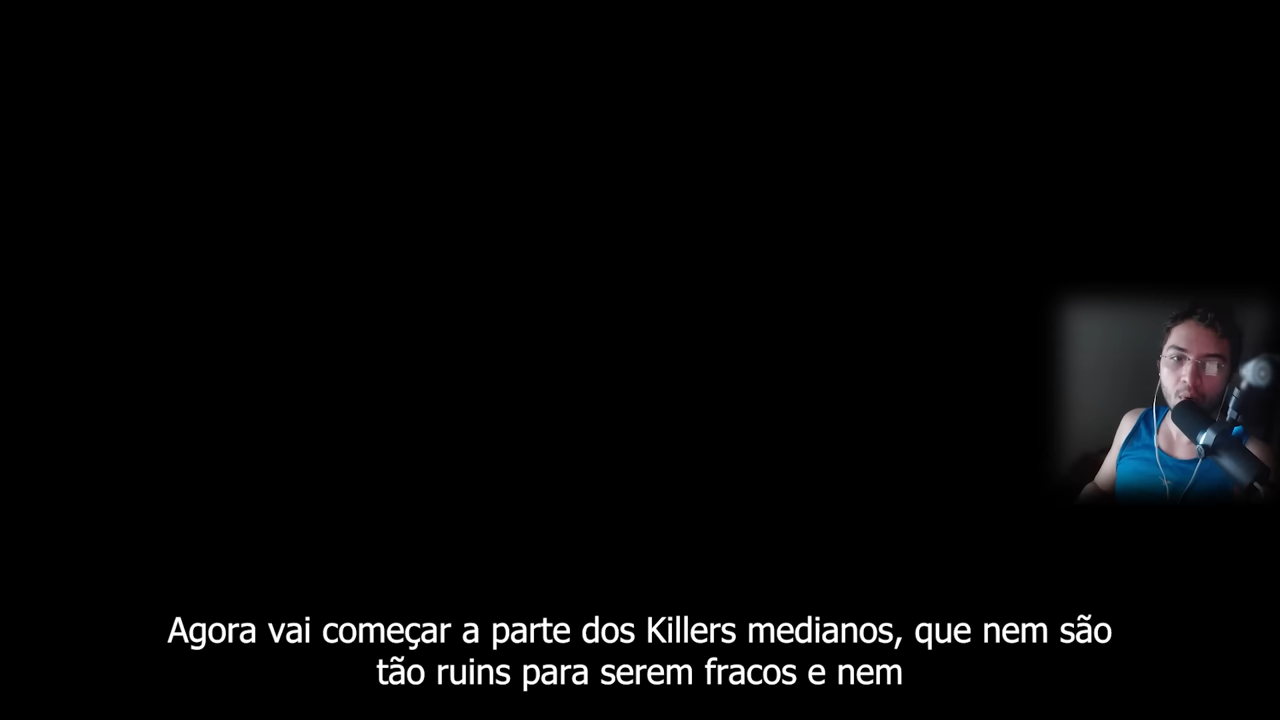 Agora vai começar a parte dos Killers medianos, que nem são
tão ruins para serem fracos e nem